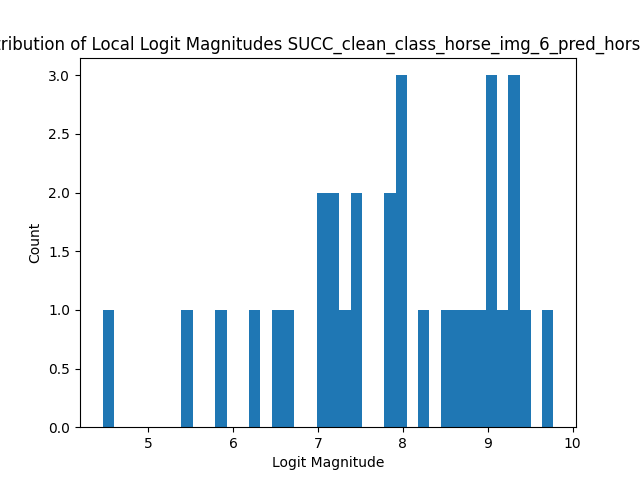 tribution of Local Logit Magnitudes SUCC_clean_class_horse_img_6_pred_hors
3.0
2.5
2.0
1.5
1.0
0.5
0.0
Count
5 6 7 8 9 10
Logit Magnitude